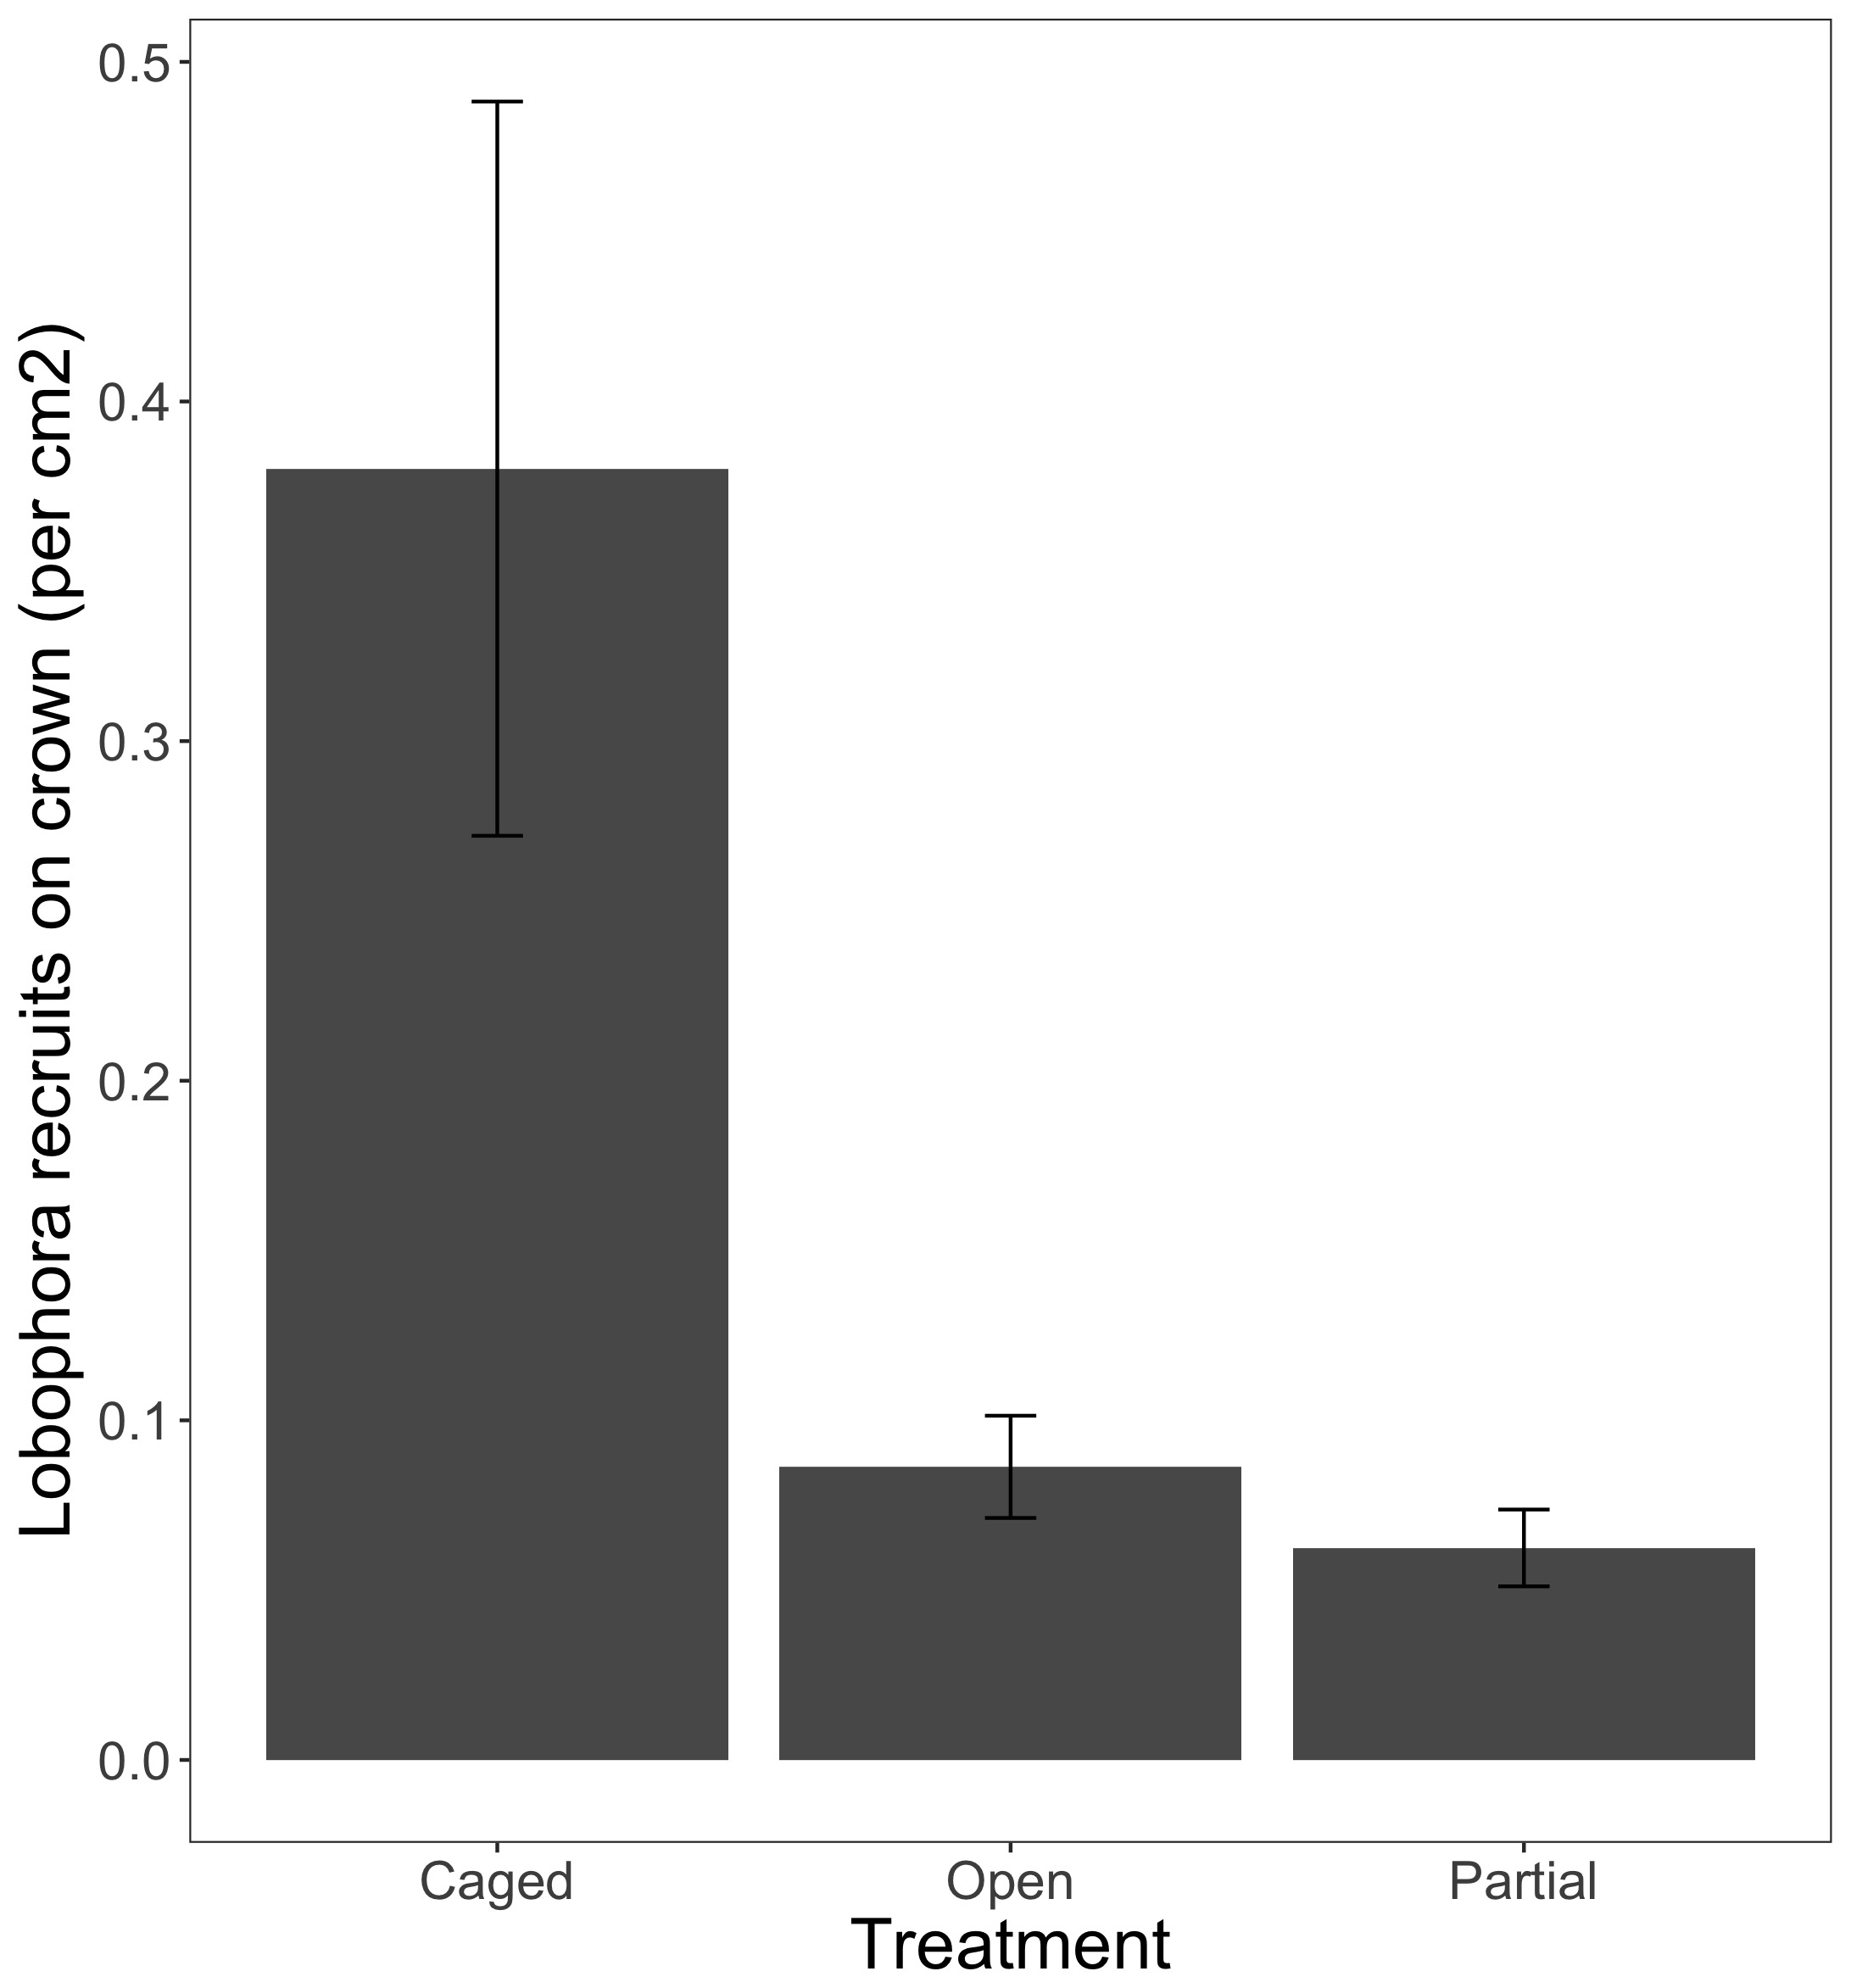 Lobophora recruits on crown (per cm2)
0.5
0.4
0.3
0.2
0.1
0.0
Caged Open Partial
Treatment